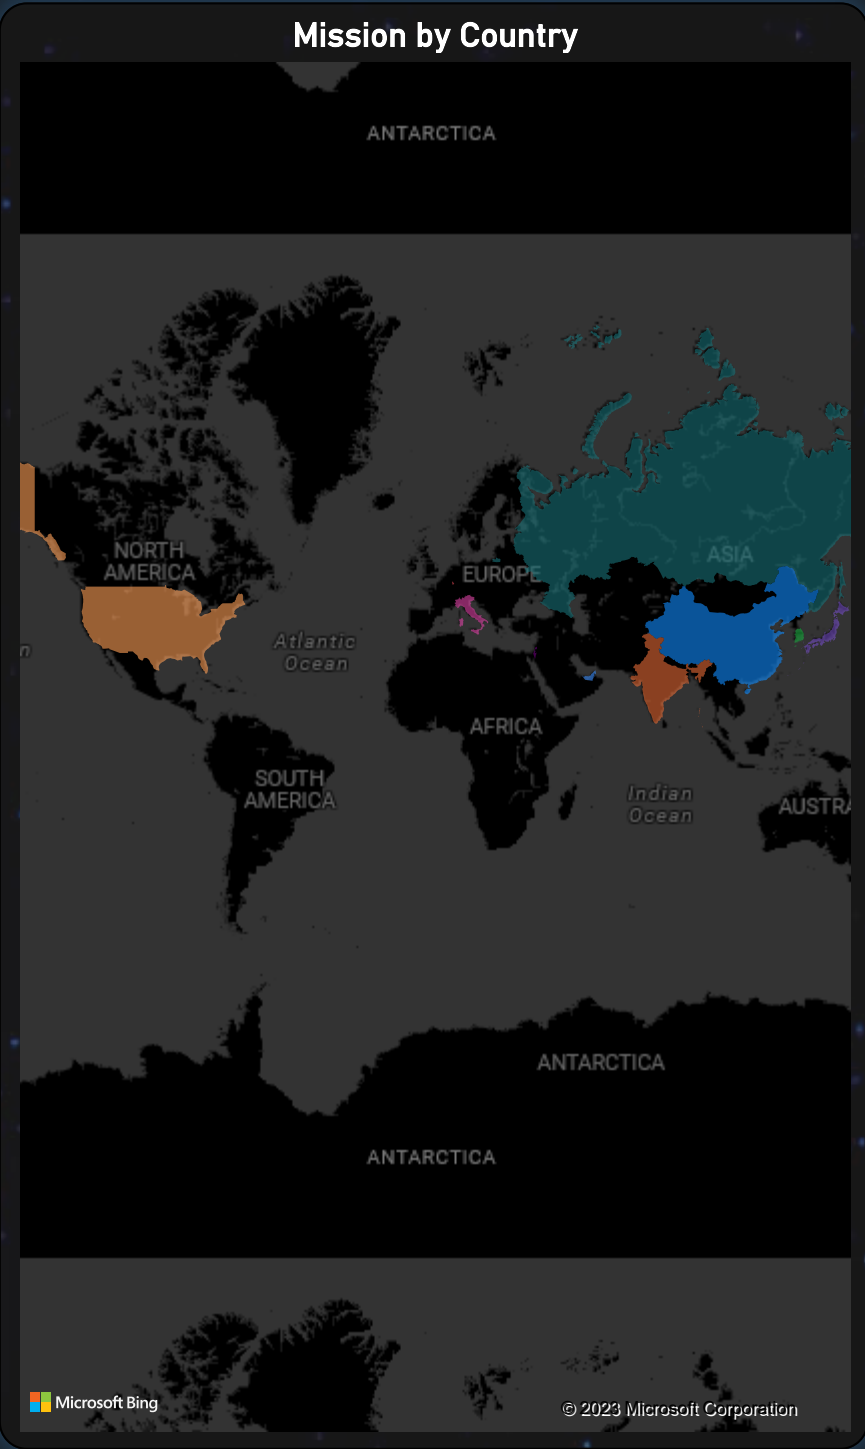 Mission by Country
ANTARCTICA
NORTH
AMERICA
ASIA
EUROPE
Atlantic
Ocean
n
AFRICA
SOUTH
AMERICA
Indian
Ocean
AUSTRA
ANTARCTICA
ANTARCTICA
Microsoft Bing
© 2023 Microsoft Corporation